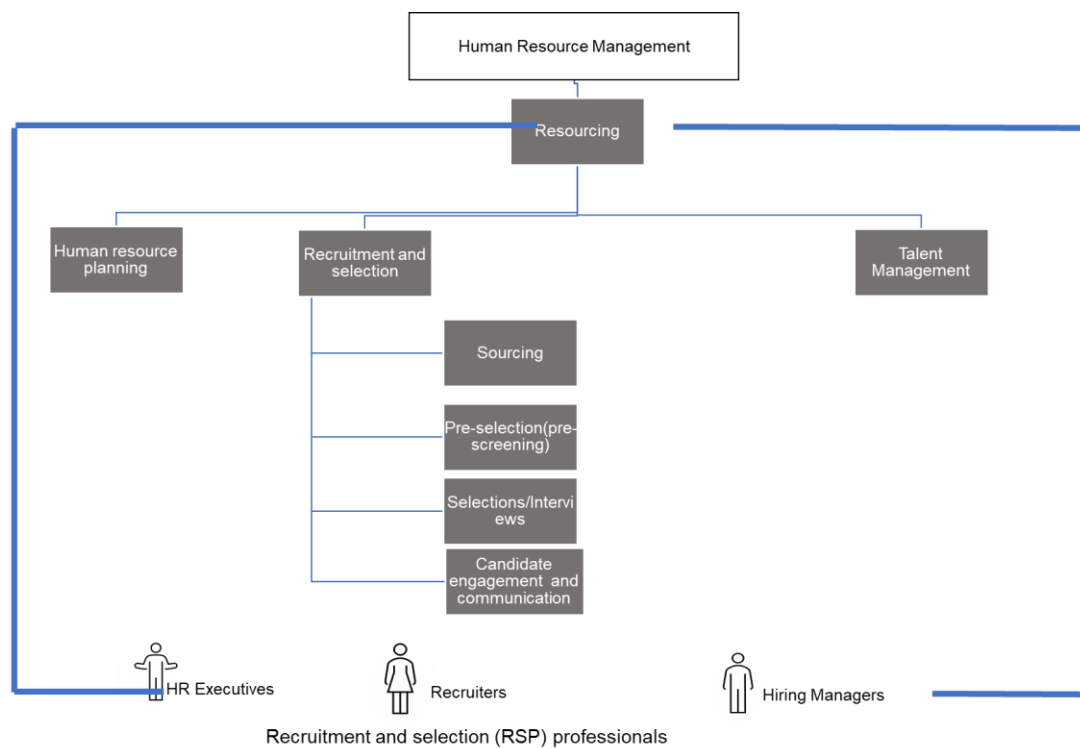 Human Resource Management
Resourcing
Human resource
planning
Recruitment and
selection
Talent
Management
Sourcing
Pre-selection(pre-
screening)
Selections/Intervi
ews
Candidate
engagement and
communication
HR Executives
Recruiters
Hiring Managers
Recruitment and selection (RSP) professionals